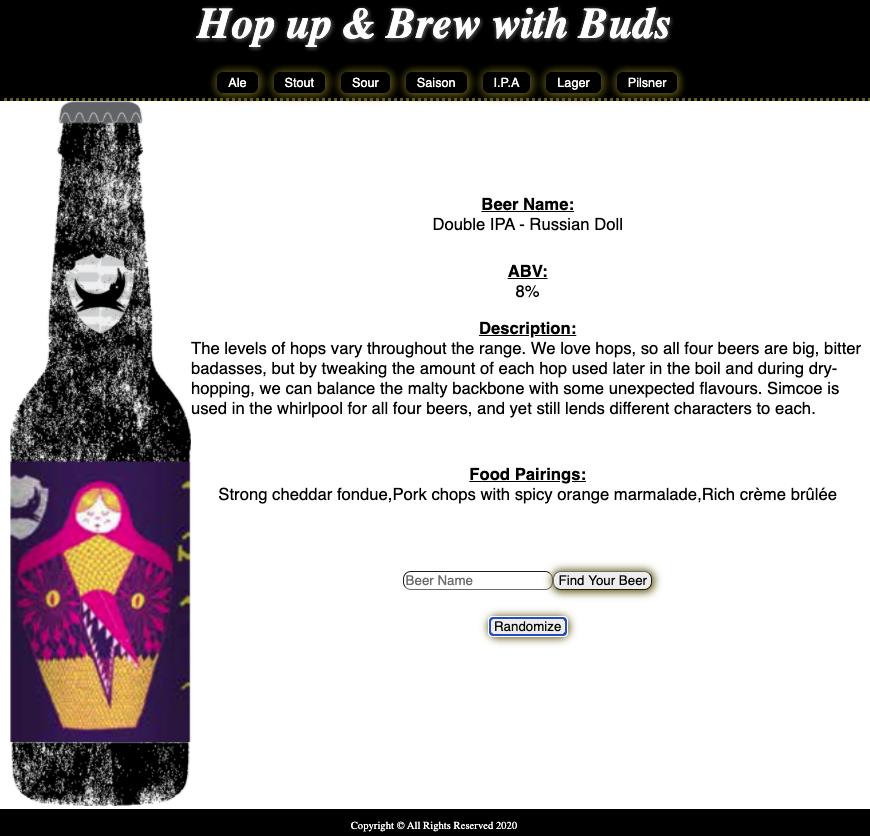 Hop up & Brew with Buds
Ale Stout Sour Saison I.P.A Lager Pilsner
Beer Name:
Double IPA - Russian Doll
ABV:
8%
Description:
The levels of hops vary throughout the range. We love hops, so all four beers are big, bitter
badasses, but by tweaking the amount of each hop used later in the boil and during dry-
hopping, we can balance the malty backbone with some unexpected flavours. Simcoe is
used in the whirlpool for all four beers, and yet still lends different characters to each.
Food Pairings:
Strong cheddar fondue,Pork chops with spicy orange marmalade,Rich crème brûlée
Beer Name Find Your Beer
Randomize
Copyright © All Rights Reserved 2020